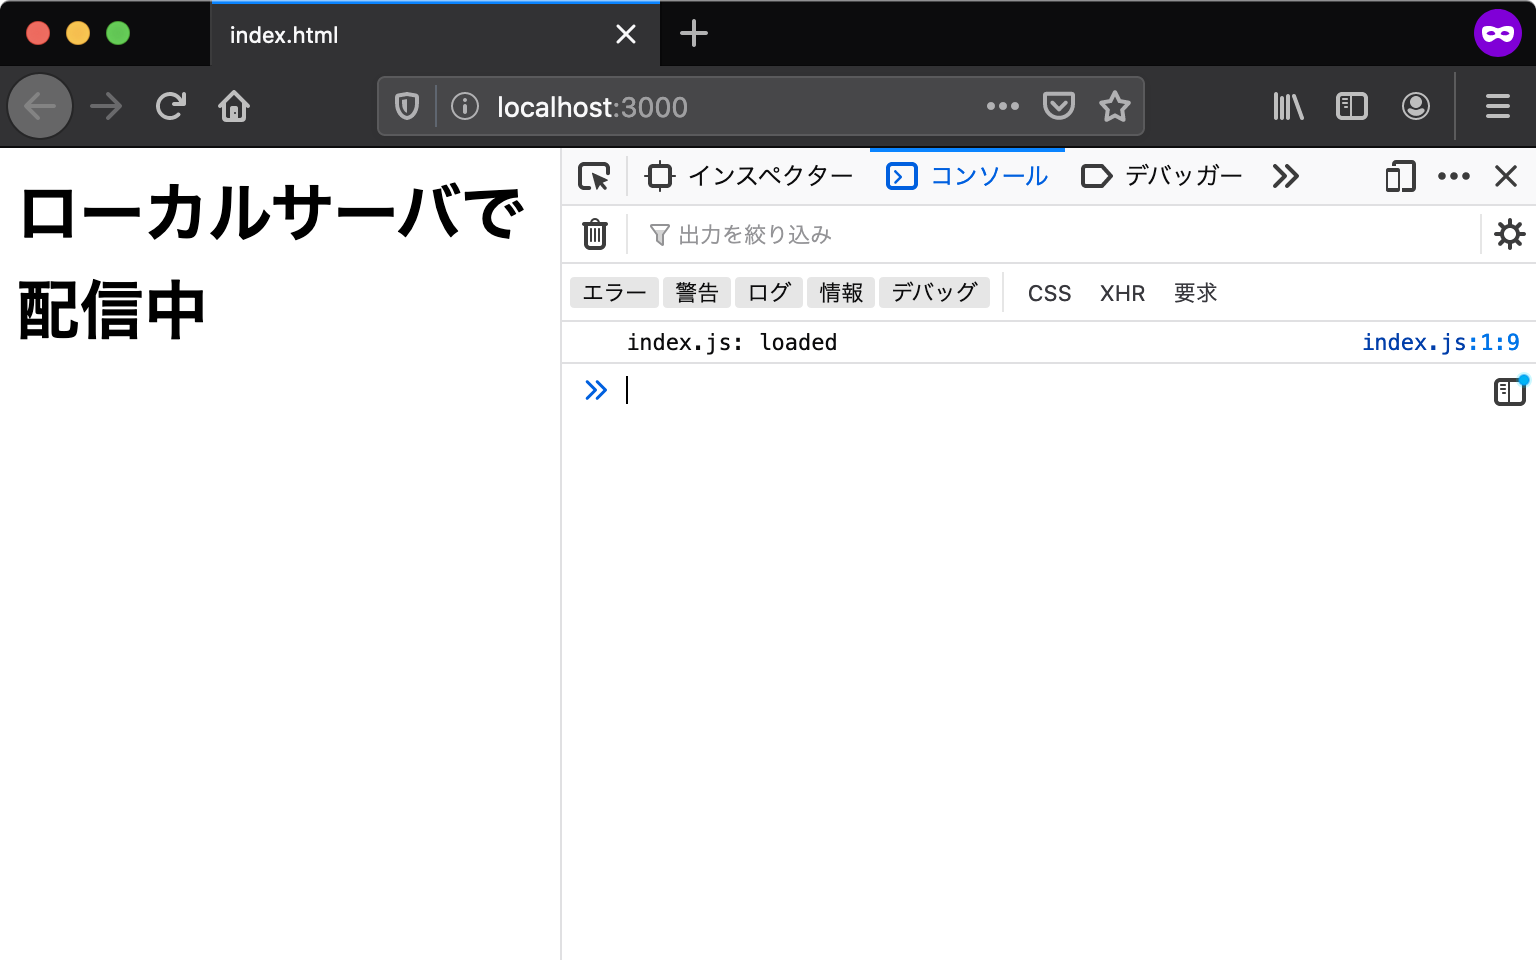 index.html
localhost:3000
ローカルサーバで
配信中
インスペクター コンソール デバッガー
出力を絞り込み
エラー 警告 ログ 情報 デバッグ CSS XHR 要求
index.js: loaded index.js:1:9